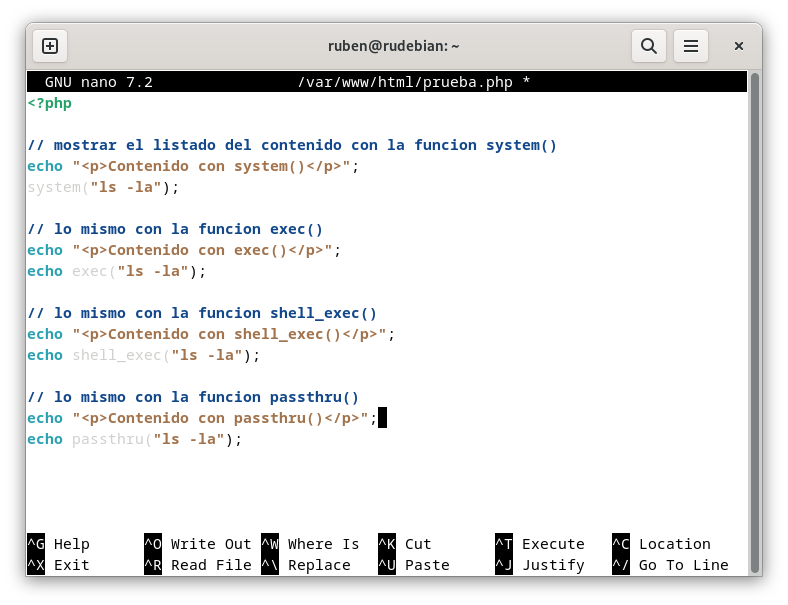 ruben@rudebian: ~
GNU nano 7.2 /var/www/html/prueba.php *
<?php
// mostrar el listado del contenido con la funcion system()
echo "<p>Contenido con system()</p>";
system("ls -la");
// lo mismo con la funcion exec()
echo "<p>Contenido con exec()</p>";
echo exec("ls -la");
// lo mismo con la funcion shell_exec()
echo "<p>Contenido con shell_exec()</p>";
echo shell_exec("ls -la");
// lo mismo con la funcion passthru()
echo "<p>Contenido con passthru()</p>";
echo passthru("ls -la");
^G Help ^O Write Out ^W Where Is ^K Cut ^T Execute ^C Location
^X Exit ^R Read File ^\ Replace ^U Paste ^J Justify ^/ Go To Line